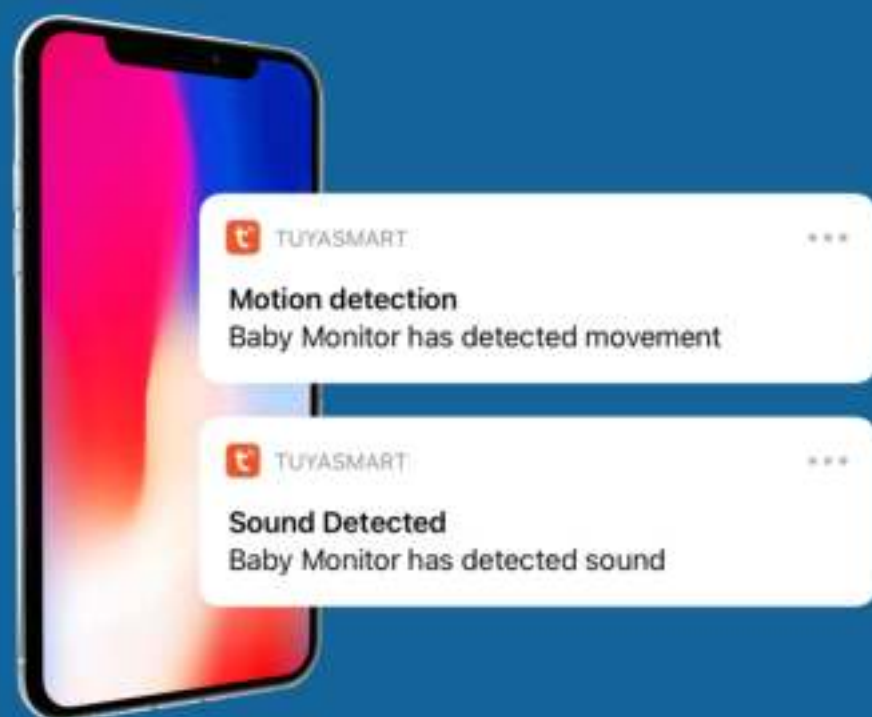 TUYASMART
Motion detection
Baby Monitor has detected movement
TUYASMART
Sound Detected
Baby Monitor has detected sound